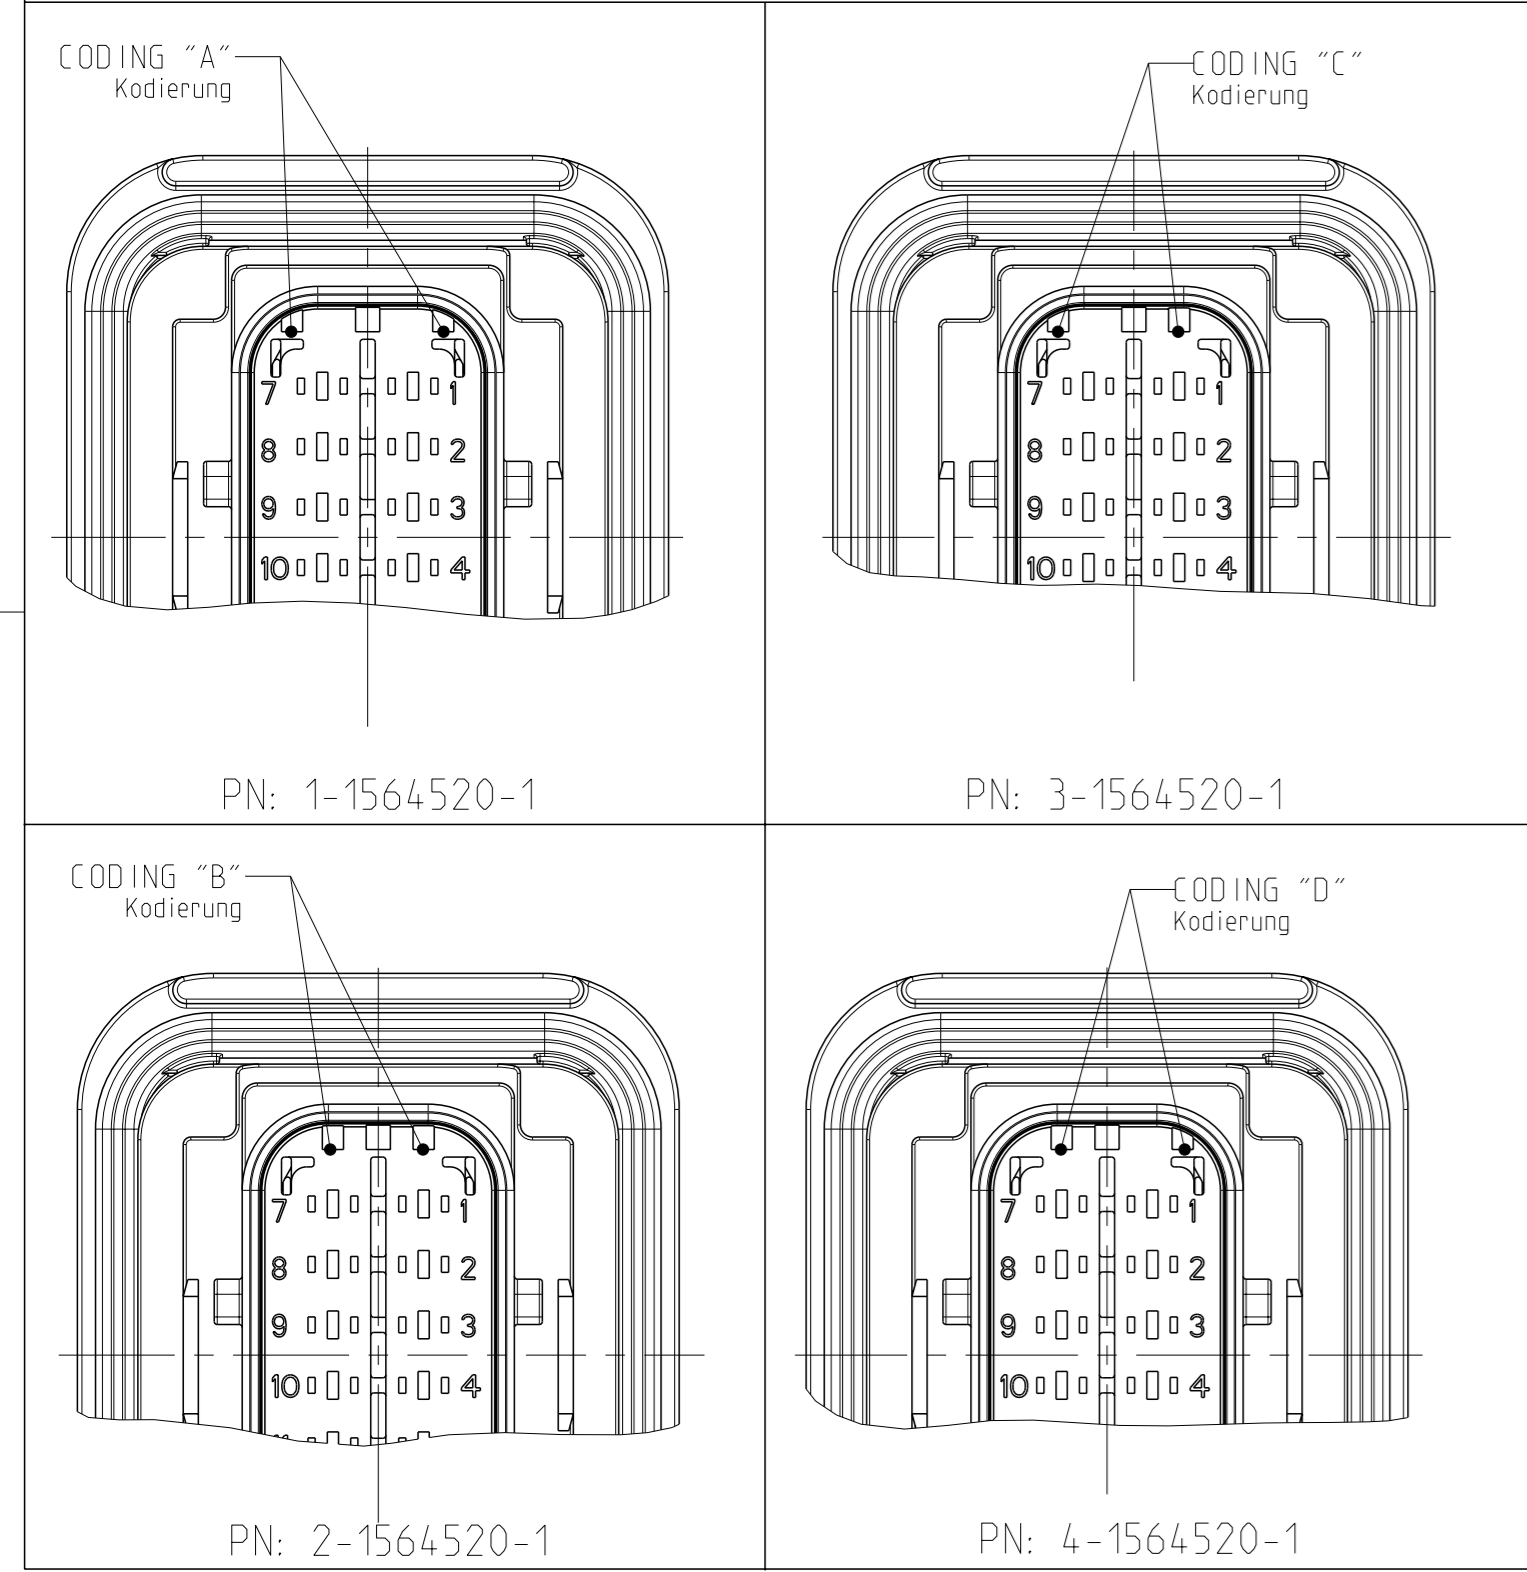 CODING "A"
Kodierung
7 1
8 2
9 3
10 4
PN: 1-1564520-1
CODING "C"
Kodierung
7 1
8 2
9 3
10 4
PN: 3-1564520-1
CODING "B"
Kodierung
7 1
8 2
9 3
10 4
PN: 2-1564520-1
CODING "D"
Kodierung
7 1
8 2
9 3
10 4
PN: 4-1564520-1